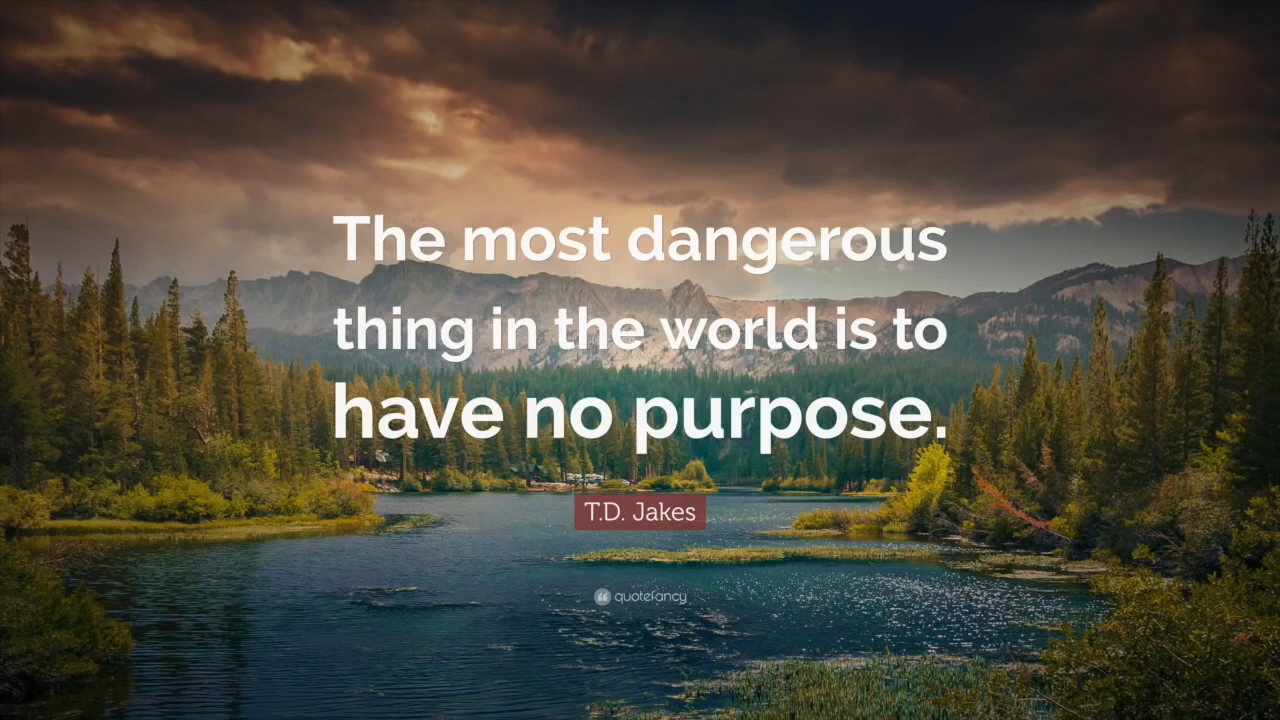 The most dangerous
thing in the world is to
have no purpose.
T.D. Jakes
quotefancy